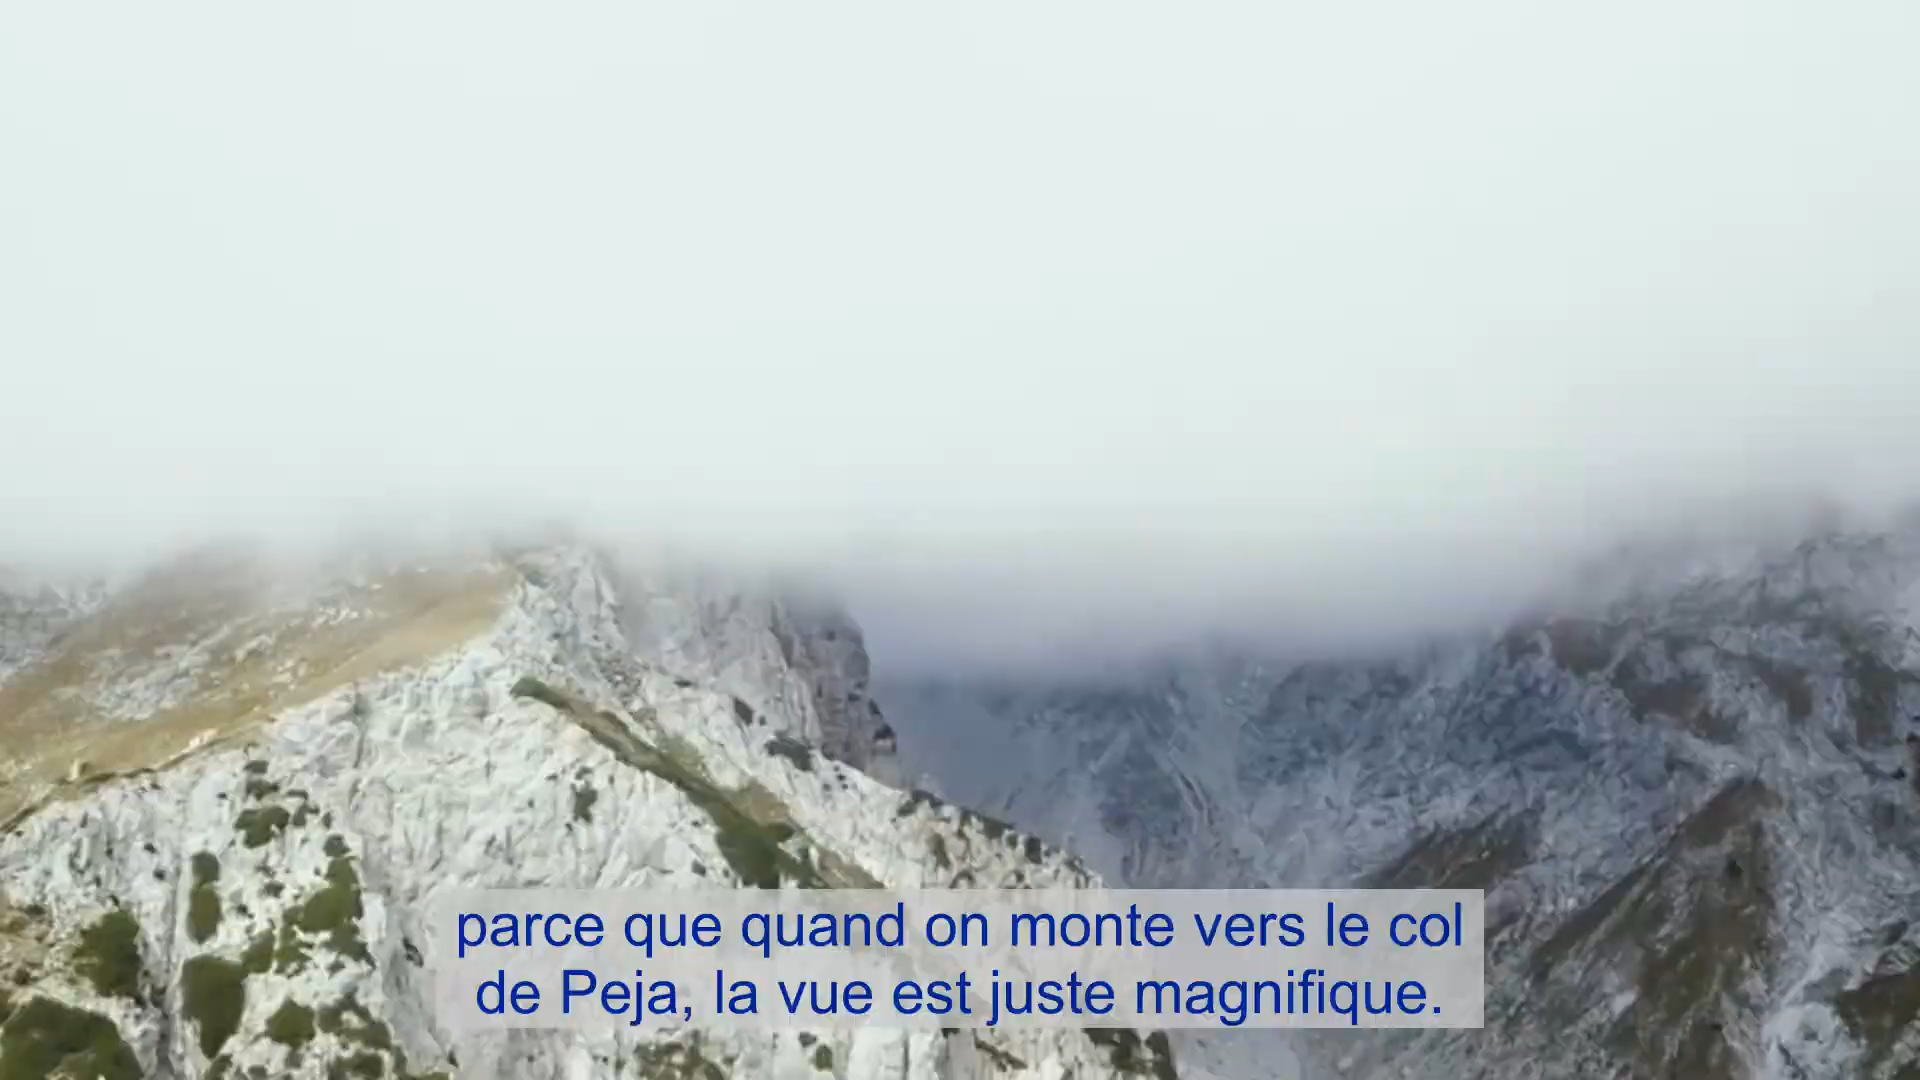 parce que quand on monte vers le col
de Peja, la vue est juste magnifique.